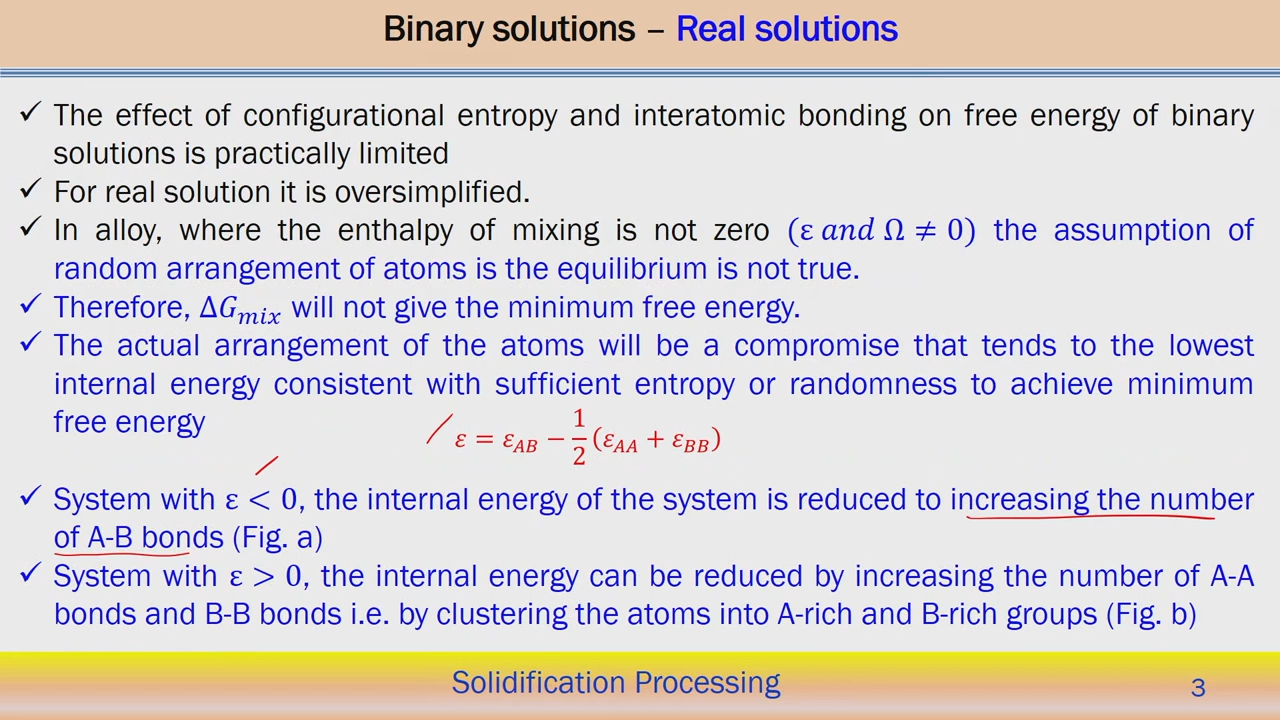 Binary solutions – Real solutions
✓ The effect of configurational entropy and interatomic bonding on free energy of binary
solutions is practically limited
✓ For real solution it is oversimplified.
✓ In alloy, where the enthalpy of mixing is not zero (ε and Ω ≠ 0) the assumption of
random arrangement of atoms is the equilibrium is not true.
✓ Therefore, ΔG_mix will not give the minimum free energy.
✓ The actual arrangement of the atoms will be a compromise that tends to the lowest
internal energy consistent with sufficient entropy or randomness to achieve minimum
free energy
ε = ε_AB − 1/2 (ε_AA + ε_BB)
✓ System with ε < 0, the internal energy of the system is reduced to increasing the number
of A-B bonds (Fig. a)
✓ System with ε > 0, the internal energy can be reduced by increasing the number of A-A
bonds and B-B bonds i.e. by clustering the atoms into A-rich and B-rich groups (Fig. b)
Solidification Processing
3